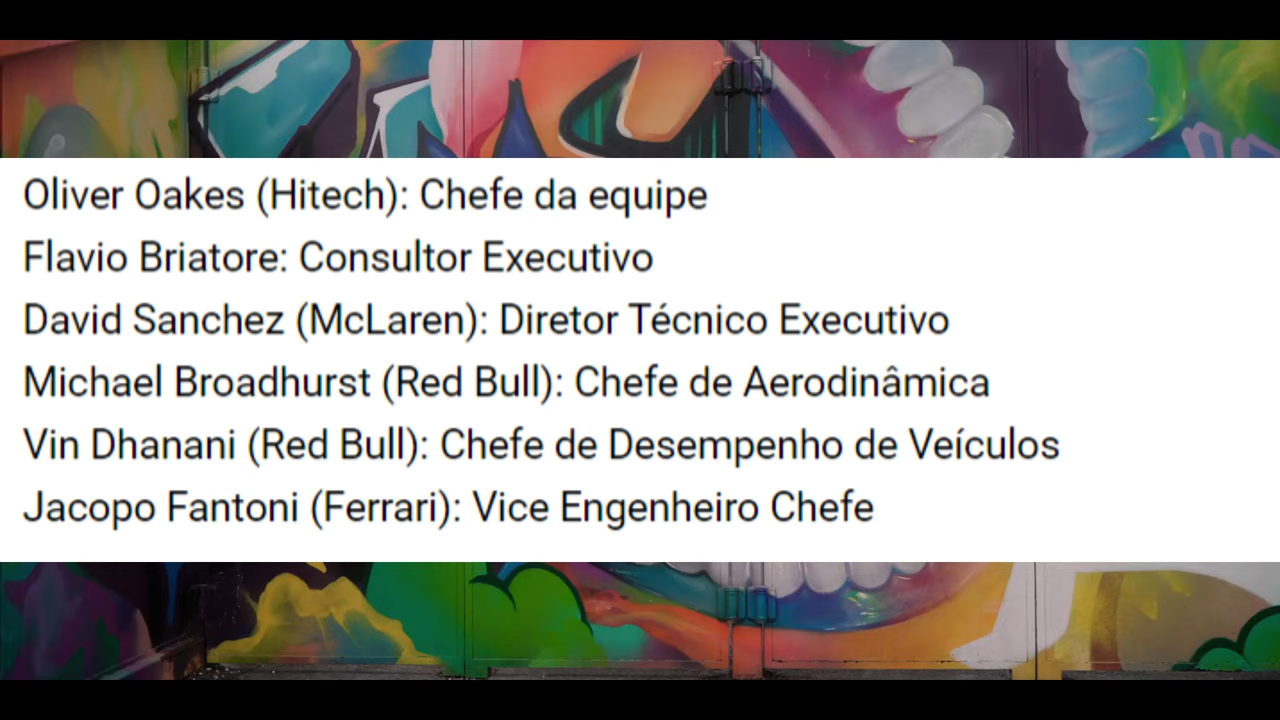 Oliver Oakes (Hitech): Chefe da equipe
Flavio Briatore: Consultor Executivo
David Sanchez (McLaren): Diretor Técnico Executivo
Michael Broadhurst (Red Bull): Chefe de Aerodinâmica
Vin Dhanani (Red Bull): Chefe de Desempenho de Veículos
Jacopo Fantoni (Ferrari): Vice Engenheiro Chefe